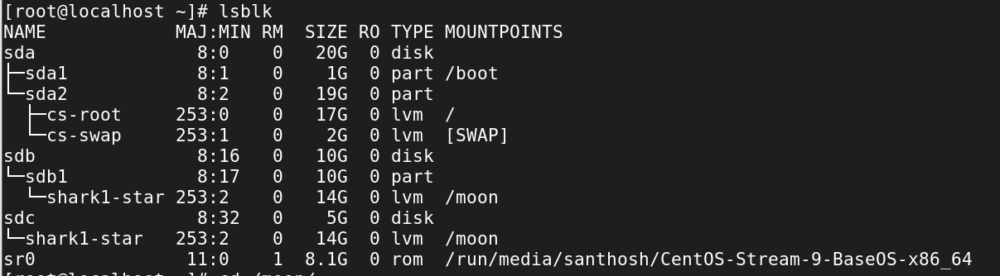 [root@localhost ~]# lsblk
NAME            MAJ:MIN RM  SIZE RO TYPE MOUNTPOINTS
sda               8:0    0   20G  0 disk
├─sda1            8:1    0    1G  0 part /boot
└─sda2            8:2    0   19G  0 part
  ├─cs-root     253:0    0   17G  0 lvm  /
  └─cs-swap     253:1    0    2G  0 lvm  [SWAP]
sdb               8:16   0   10G  0 disk
└─sdb1            8:17   0   10G  0 part
  └─shark1-star 253:2    0   14G  0 lvm  /moon
sdc               8:32   0    5G  0 disk
└─shark1-star   253:2    0   14G  0 lvm  /moon
sr0              11:0    1  8.1G  0 rom  /run/media/santhosh/CentOS-Stream-9-BaseOS-x86_64